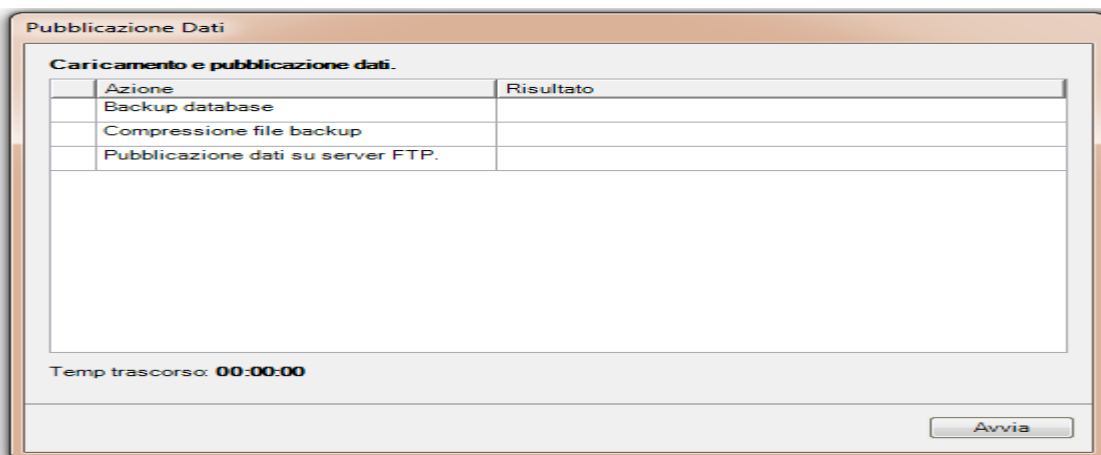 Pubblicazione Dati
Caricamento e pubblicazione dati.
Azione Risultato
Backup database
Compressione file backup
Pubblicazione dati su server FTP.
Temp trascorso: 00:00:00
Avvia